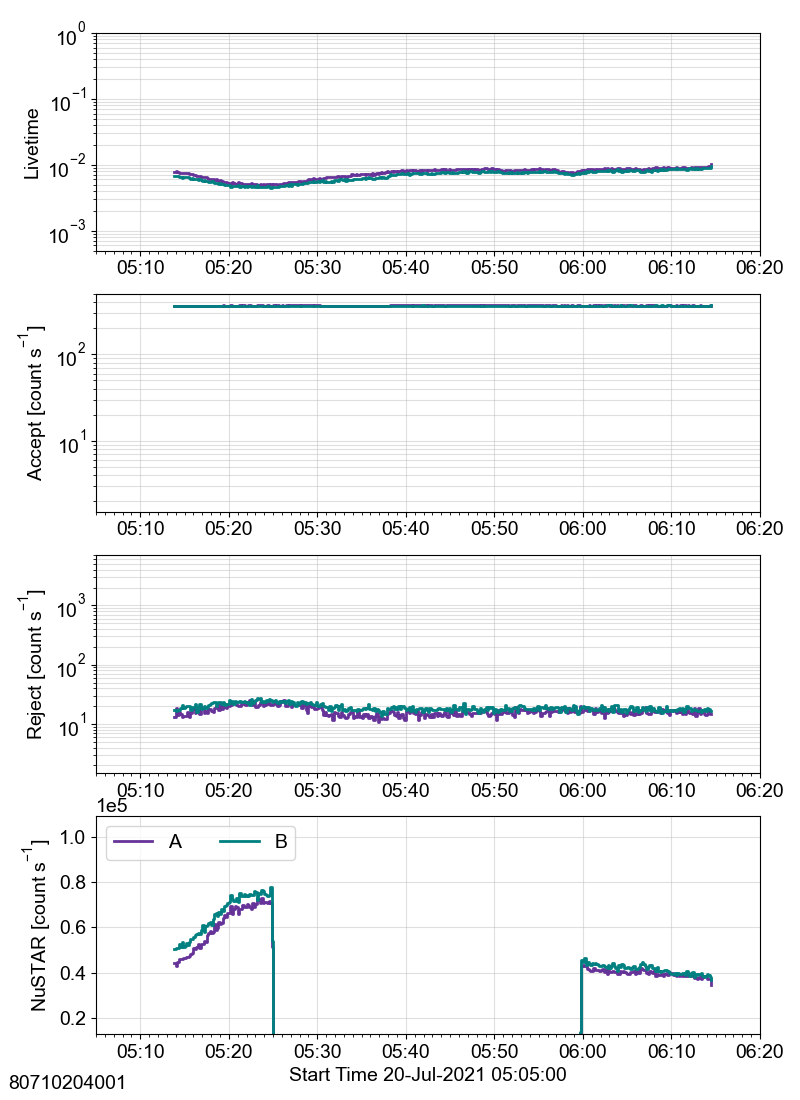 10^0
10^−1
10^−2
10^−3
Livetime
05:10 05:20 05:30 05:40 05:50 06:00 06:10 06:20
10^2
10^1
Accept [count s^−1]
05:10 05:20 05:30 05:40 05:50 06:00 06:10 06:20
10^3
10^2
10^1
Reject [count s^−1]
05:10 05:20 05:30 05:40 05:50 06:00 06:10 06:20
1e5
A B
1.0
0.8
0.6
0.4
0.2
NuSTAR [count s^−1]
05:10 05:20 05:30 05:40 05:50 06:00 06:10 06:20
Start Time 20-Jul-2021 05:05:00
80710204001